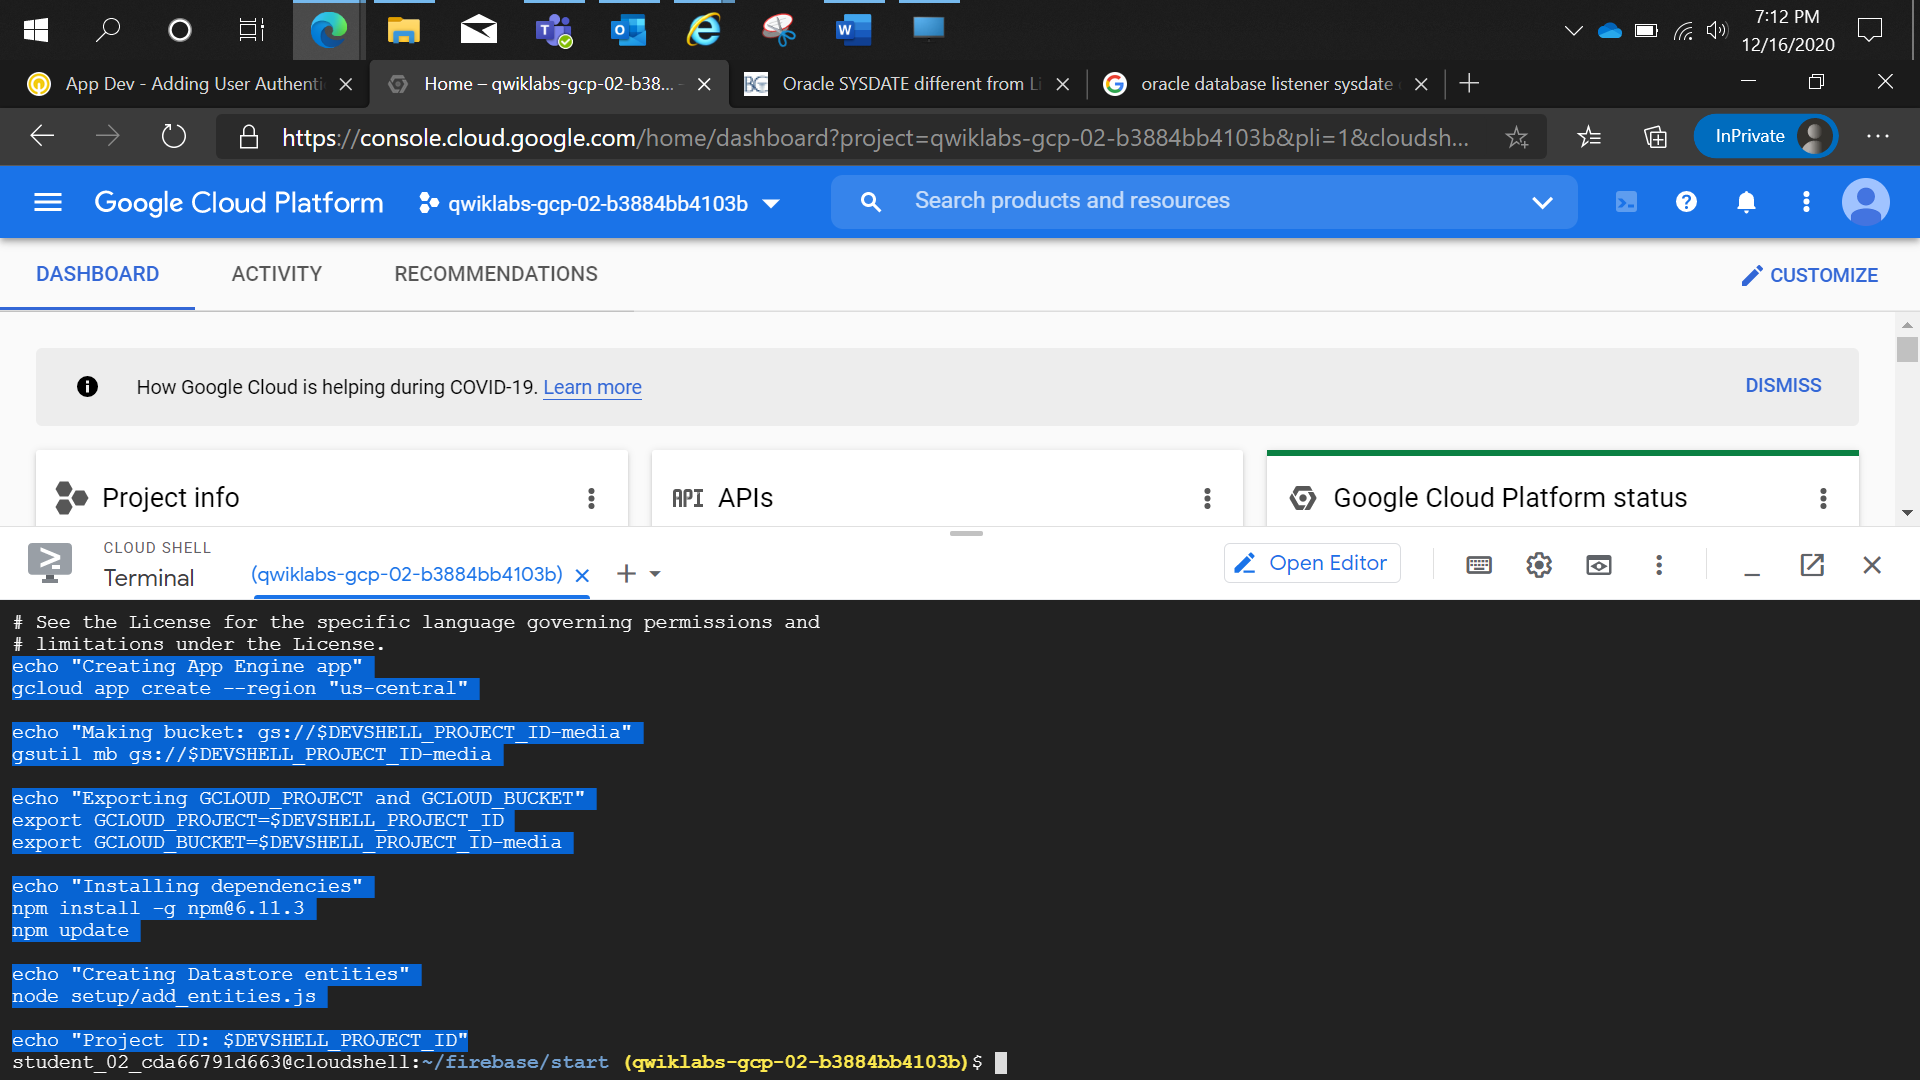 7:12 PM
12/16/2020
App Dev - Adding User Authenti
Home – qwiklabs-gcp-02-b38... -
BC
Oracle SYSDATE different from Li
oracle database listener sysdate
https://console.cloud.google.com/home/dashboard?project=qwiklabs-gcp-02-b3884bb4103b&pli=1&cloudsh...
InPrivate
Google Cloud Platform
qwiklabs-gcp-02-b3884bb4103b
Search products and resources
DASHBOARD
ACTIVITY
RECOMMENDATIONS
CUSTOMIZE
How Google Cloud is helping during COVID-19. Learn more
DISMISS
Project info
API APIs
Google Cloud Platform status
CLOUD SHELL
Terminal
(qwiklabs-gcp-02-b3884bb4103b)
Open Editor
# See the License for the specific language governing permissions and
# limitations under the License.
echo "Creating App Engine app"
gcloud app create --region "us-central"
echo "Making bucket: gs://$DEVSHELL_PROJECT_ID-media"
gsutil mb gs://$DEVSHELL_PROJECT_ID-media
echo "Exporting GCLOUD_PROJECT and GCLOUD_BUCKET"
export GCLOUD_PROJECT=$DEVSHELL_PROJECT_ID
export GCLOUD_BUCKET=$DEVSHELL_PROJECT_ID-media
echo "Installing dependencies"
npm install -g npm@6.11.3
npm update
echo "Creating Datastore entities"
node setup/add_entities.js
echo "Project ID: $DEVSHELL_PROJECT_ID"
student_02_cda66791d663@cloudshell:~/firebase/start (qwiklabs-gcp-02-b3884bb4103b)$